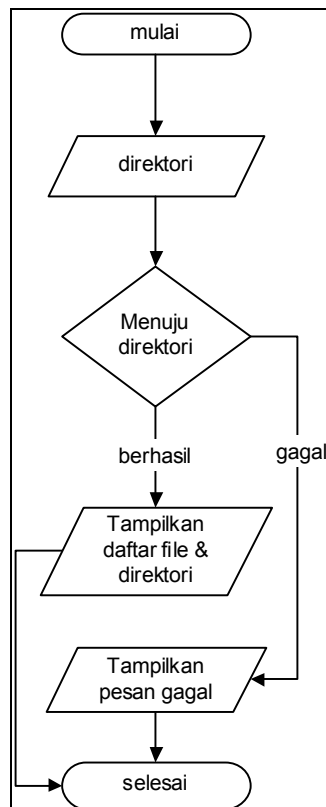 mulai
direktori
Menuju
direktori
berhasil
gagal
Tampilkan
daftar file &
direktori
Tampilkan
pesan gagal
selesai